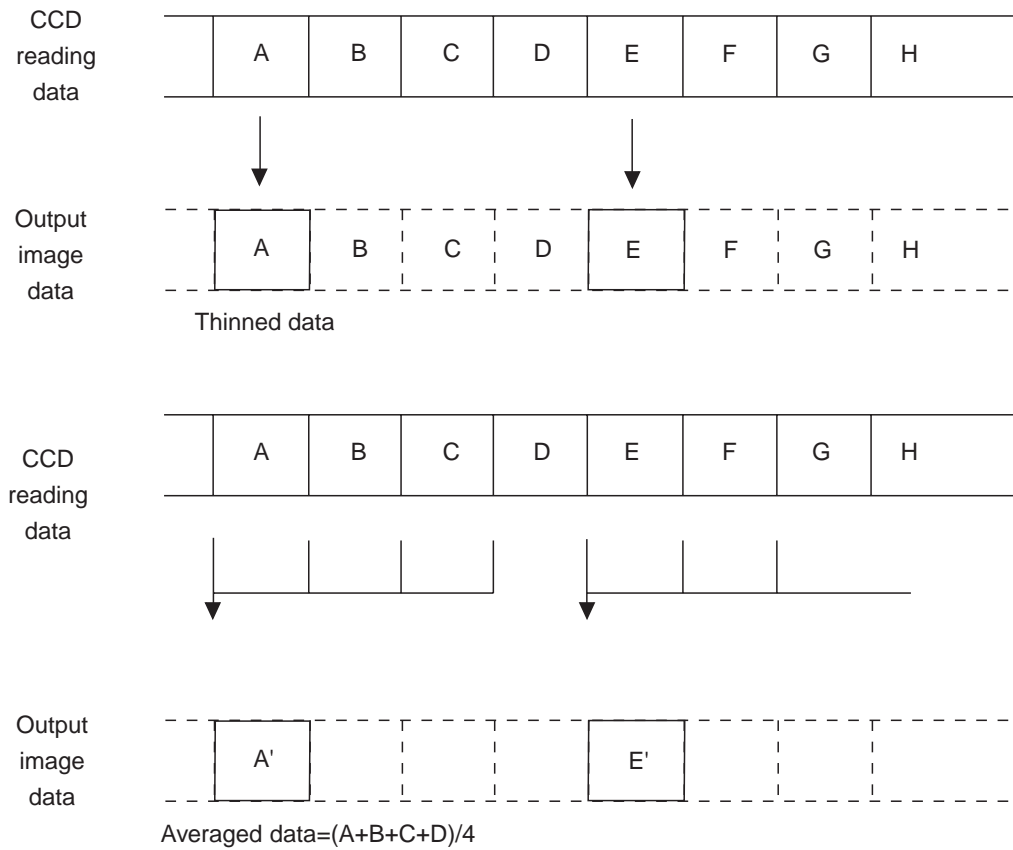 CCD
reading
data
A B C D E F G H
Output
image
data
A B C D E F G H
Thinned data
CCD
reading
data
A B C D E F G H
Output
image
data
A' E'
Averaged data=(A+B+C+D)/4